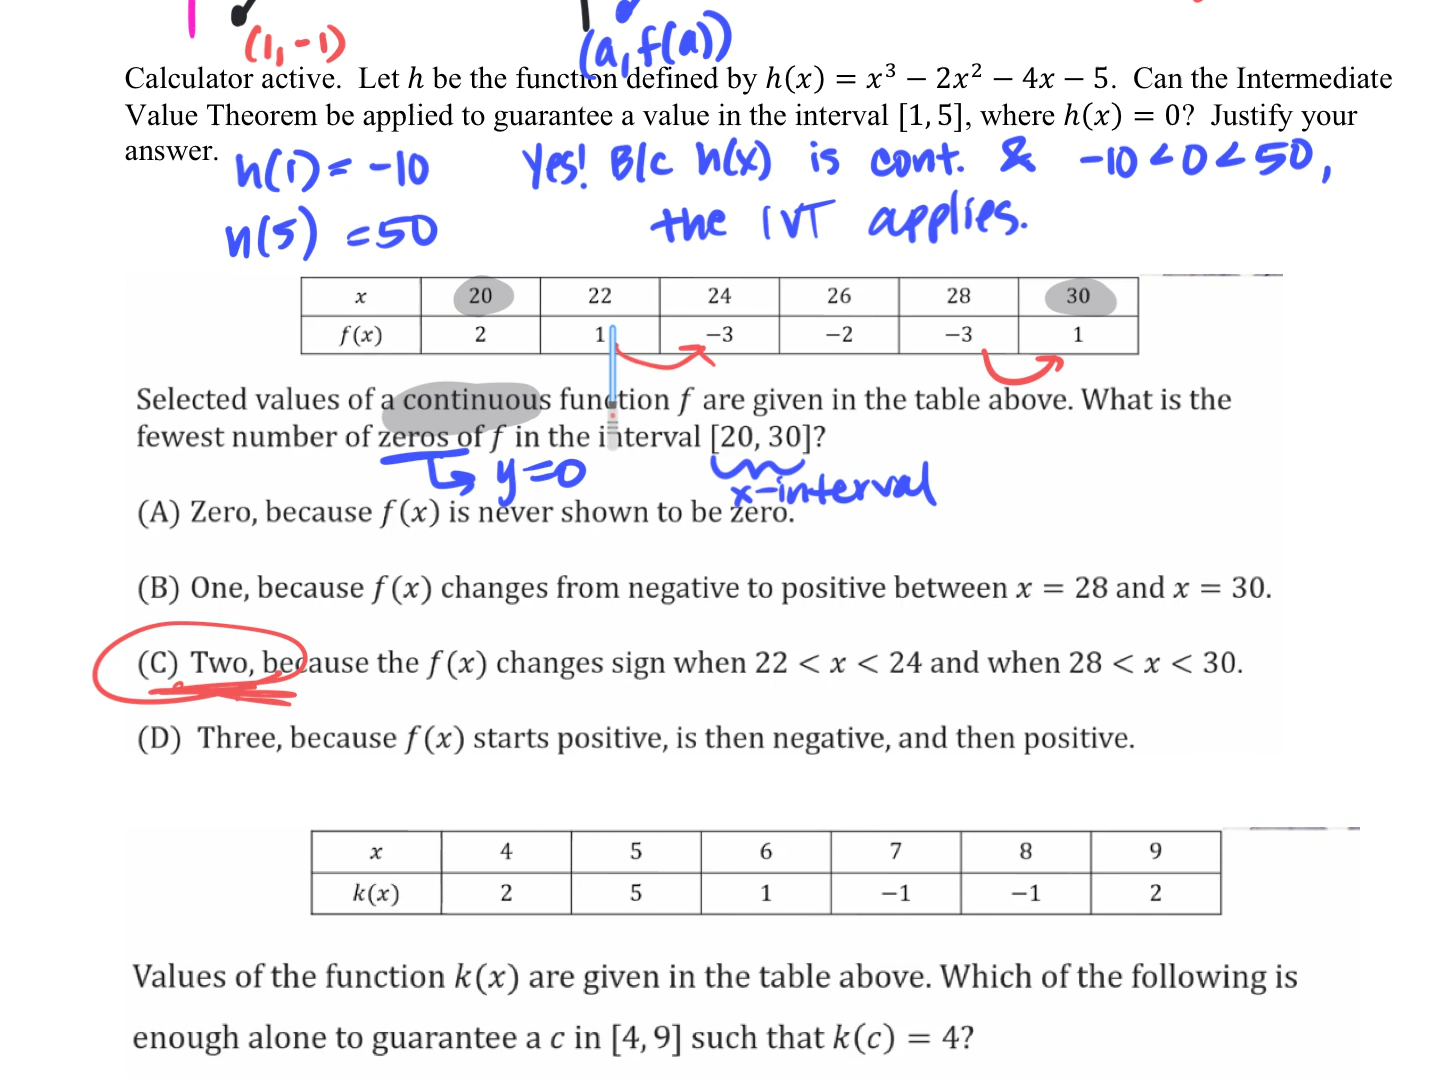 (1, -1)
(a, f(a))
Calculator active. Let h be the function defined by h(x) = x³ − 2x² − 4x − 5. Can the Intermediate
Value Theorem be applied to guarantee a value in the interval [1, 5], where h(x) = 0? Justify your
answer.
h(1) = -10
Yes! B/c h(x) is cont. & -10 < 0 < 50,
h(5) = 50
the IVT applies.
x 20 22 24 26 28 30
f(x) 2 1 −3 −2 −3 1
Selected values of a continuous function f are given in the table above. What is the
fewest number of zeros of f in the interval [20, 30]?
↳ y=0
x-interval
(A) Zero, because f(x) is never shown to be zero.
(B) One, because f(x) changes from negative to positive between x = 28 and x = 30.
(C) Two, because the f(x) changes sign when 22 < x < 24 and when 28 < x < 30.
(D) Three, because f(x) starts positive, is then negative, and then positive.
x 4 5 6 7 8 9
k(x) 2 5 1 −1 −1 2
Values of the function k(x) are given in the table above. Which of the following is
enough alone to guarantee a c in [4, 9] such that k(c) = 4?